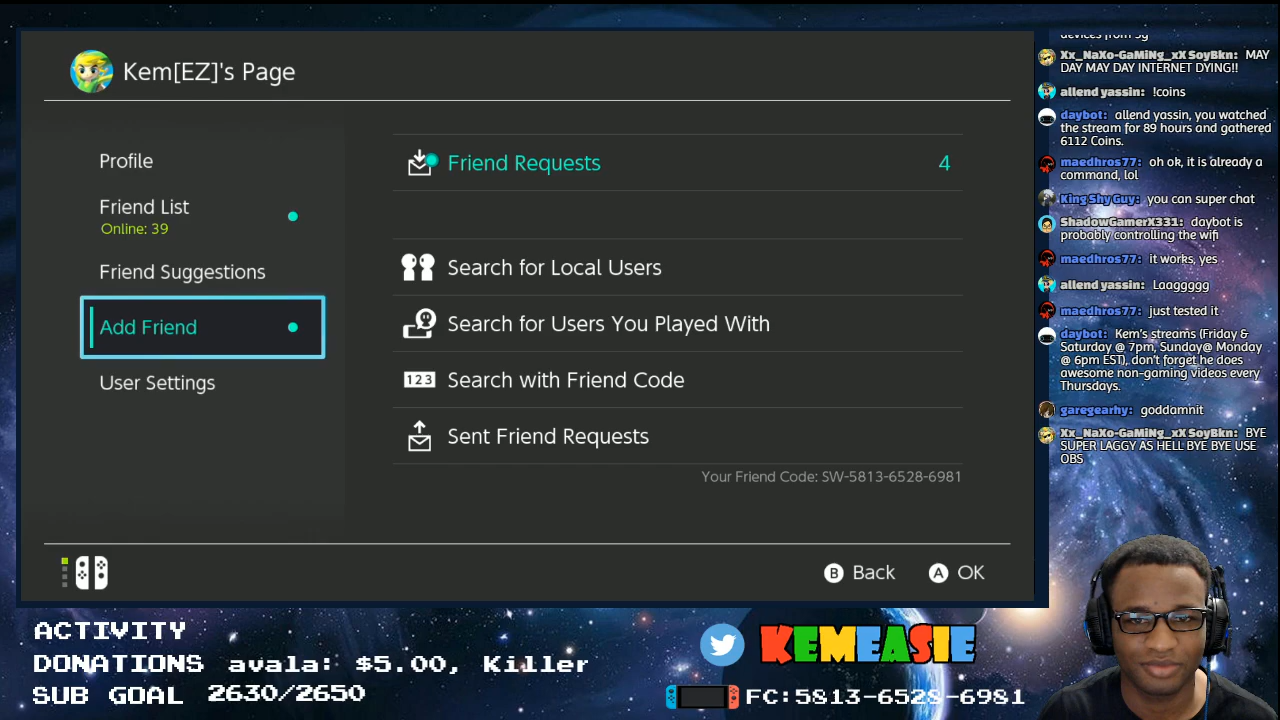 Kem[EZ]'s Page
Profile
Friend List
Online: 39
Friend Suggestions
Add Friend
User Settings
Friend Requests 4
Search for Local Users
Search for Users You Played With
123 Search with Friend Code
Sent Friend Requests
Your Friend Code: SW-5813-6528-6981
B Back A OK
devices from 5g
Xx_NaXo-GaMiNg_xX SoyBkn: MAY
DAY MAY DAY INTERNET DYING!!
allend yassin: !coins
daybot: allend yassin, you watched
the stream for 89 hours and gathered
6112 Coins.
maedhros77: oh ok, it is already a
command, lol
King Shy Guy: you can super chat
ShadowGamerX331: daybot is
probably controlling the wifi
maedhros77: it works, yes
allend yassin: Laaggggg
maedhros77: just tested it
daybot: Kem's streams (Friday &
Saturday @ 7pm, Sunday@ Monday
@ 6pm EST), don't forget he does
awesome non-gaming videos every
Thursdays.
garegearhy: goddamnit
Xx_NaXo-GaMiNg_xX SoyBkn: BYE
SUPER LAGGY AS HELL BYE BYE USE
OBS
ACTIVITY
DONATIONS avala: $5.00, Killer
SUB GOAL 2630/2650
KEMEASIE
FC:5813-6528-6981